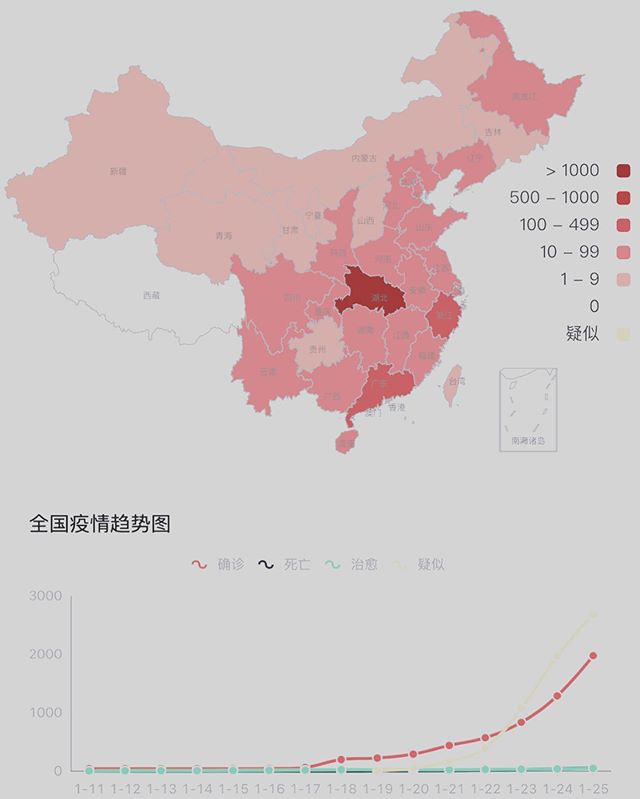 黑龙江
吉林
辽宁
内蒙古
新疆
宁夏
山西
甘肃
青海
山东
陕西
河南
西藏
四川
湖北
安徽
重庆
浙江
湖南
江西
贵州
福建
云南
广西
广东
台湾
香港
澳门
> 1000
500 – 1000
100 – 499
10 – 99
1 – 9
0
疑似
南海诸岛
全国疫情趋势图
确诊 死亡 治愈 疑似
3000
2000
1000
0
1-11 1-12 1-13 1-14 1-15 1-16 1-17 1-18 1-19 1-20 1-21 1-22 1-23 1-24 1-25